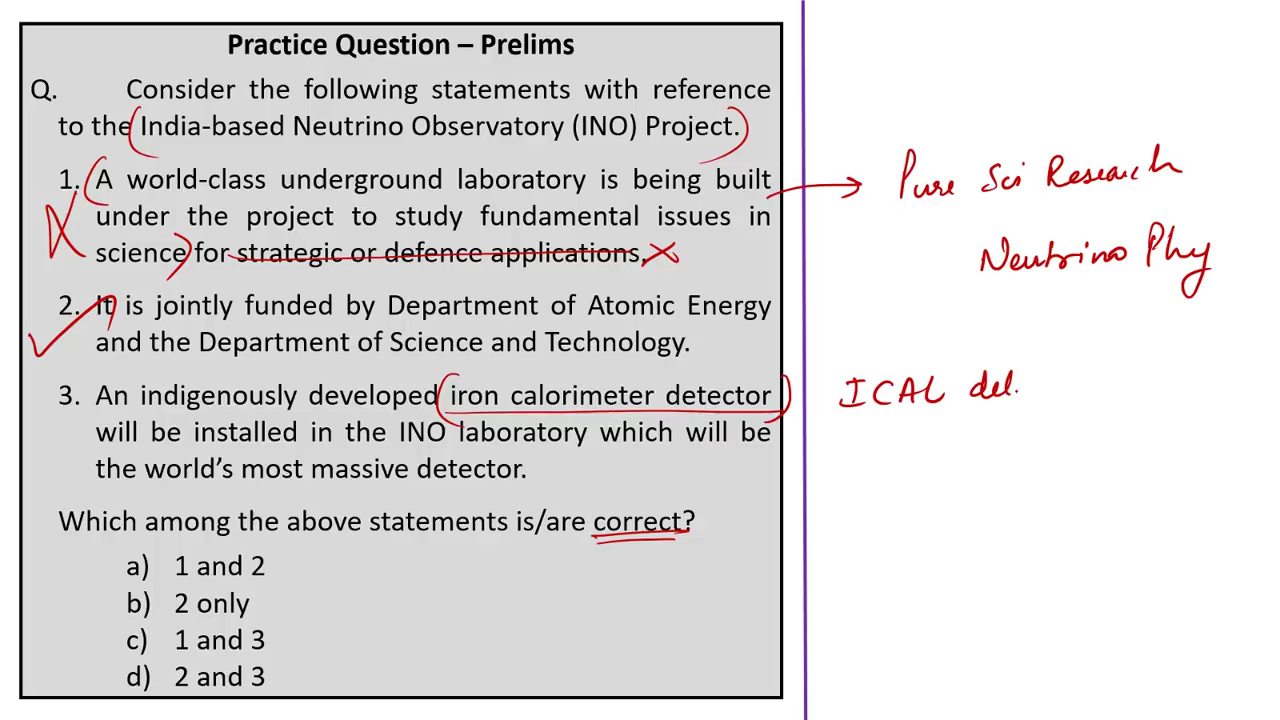 Practice Question – Prelims
Q. Consider the following statements with reference
to the India-based Neutrino Observatory (INO) Project.
1. A world-class underground laboratory is being built
under the project to study fundamental issues in
science for strategic or defence applications.
2. It is jointly funded by Department of Atomic Energy
and the Department of Science and Technology.
3. An indigenously developed iron calorimeter detector
will be installed in the INO laboratory which will be
the world's most massive detector.
Which among the above statements is/are correct?
a) 1 and 2
b) 2 only
c) 1 and 3
d) 2 and 3
Pure Sci Research
Neutrino Phy
ICAL det.